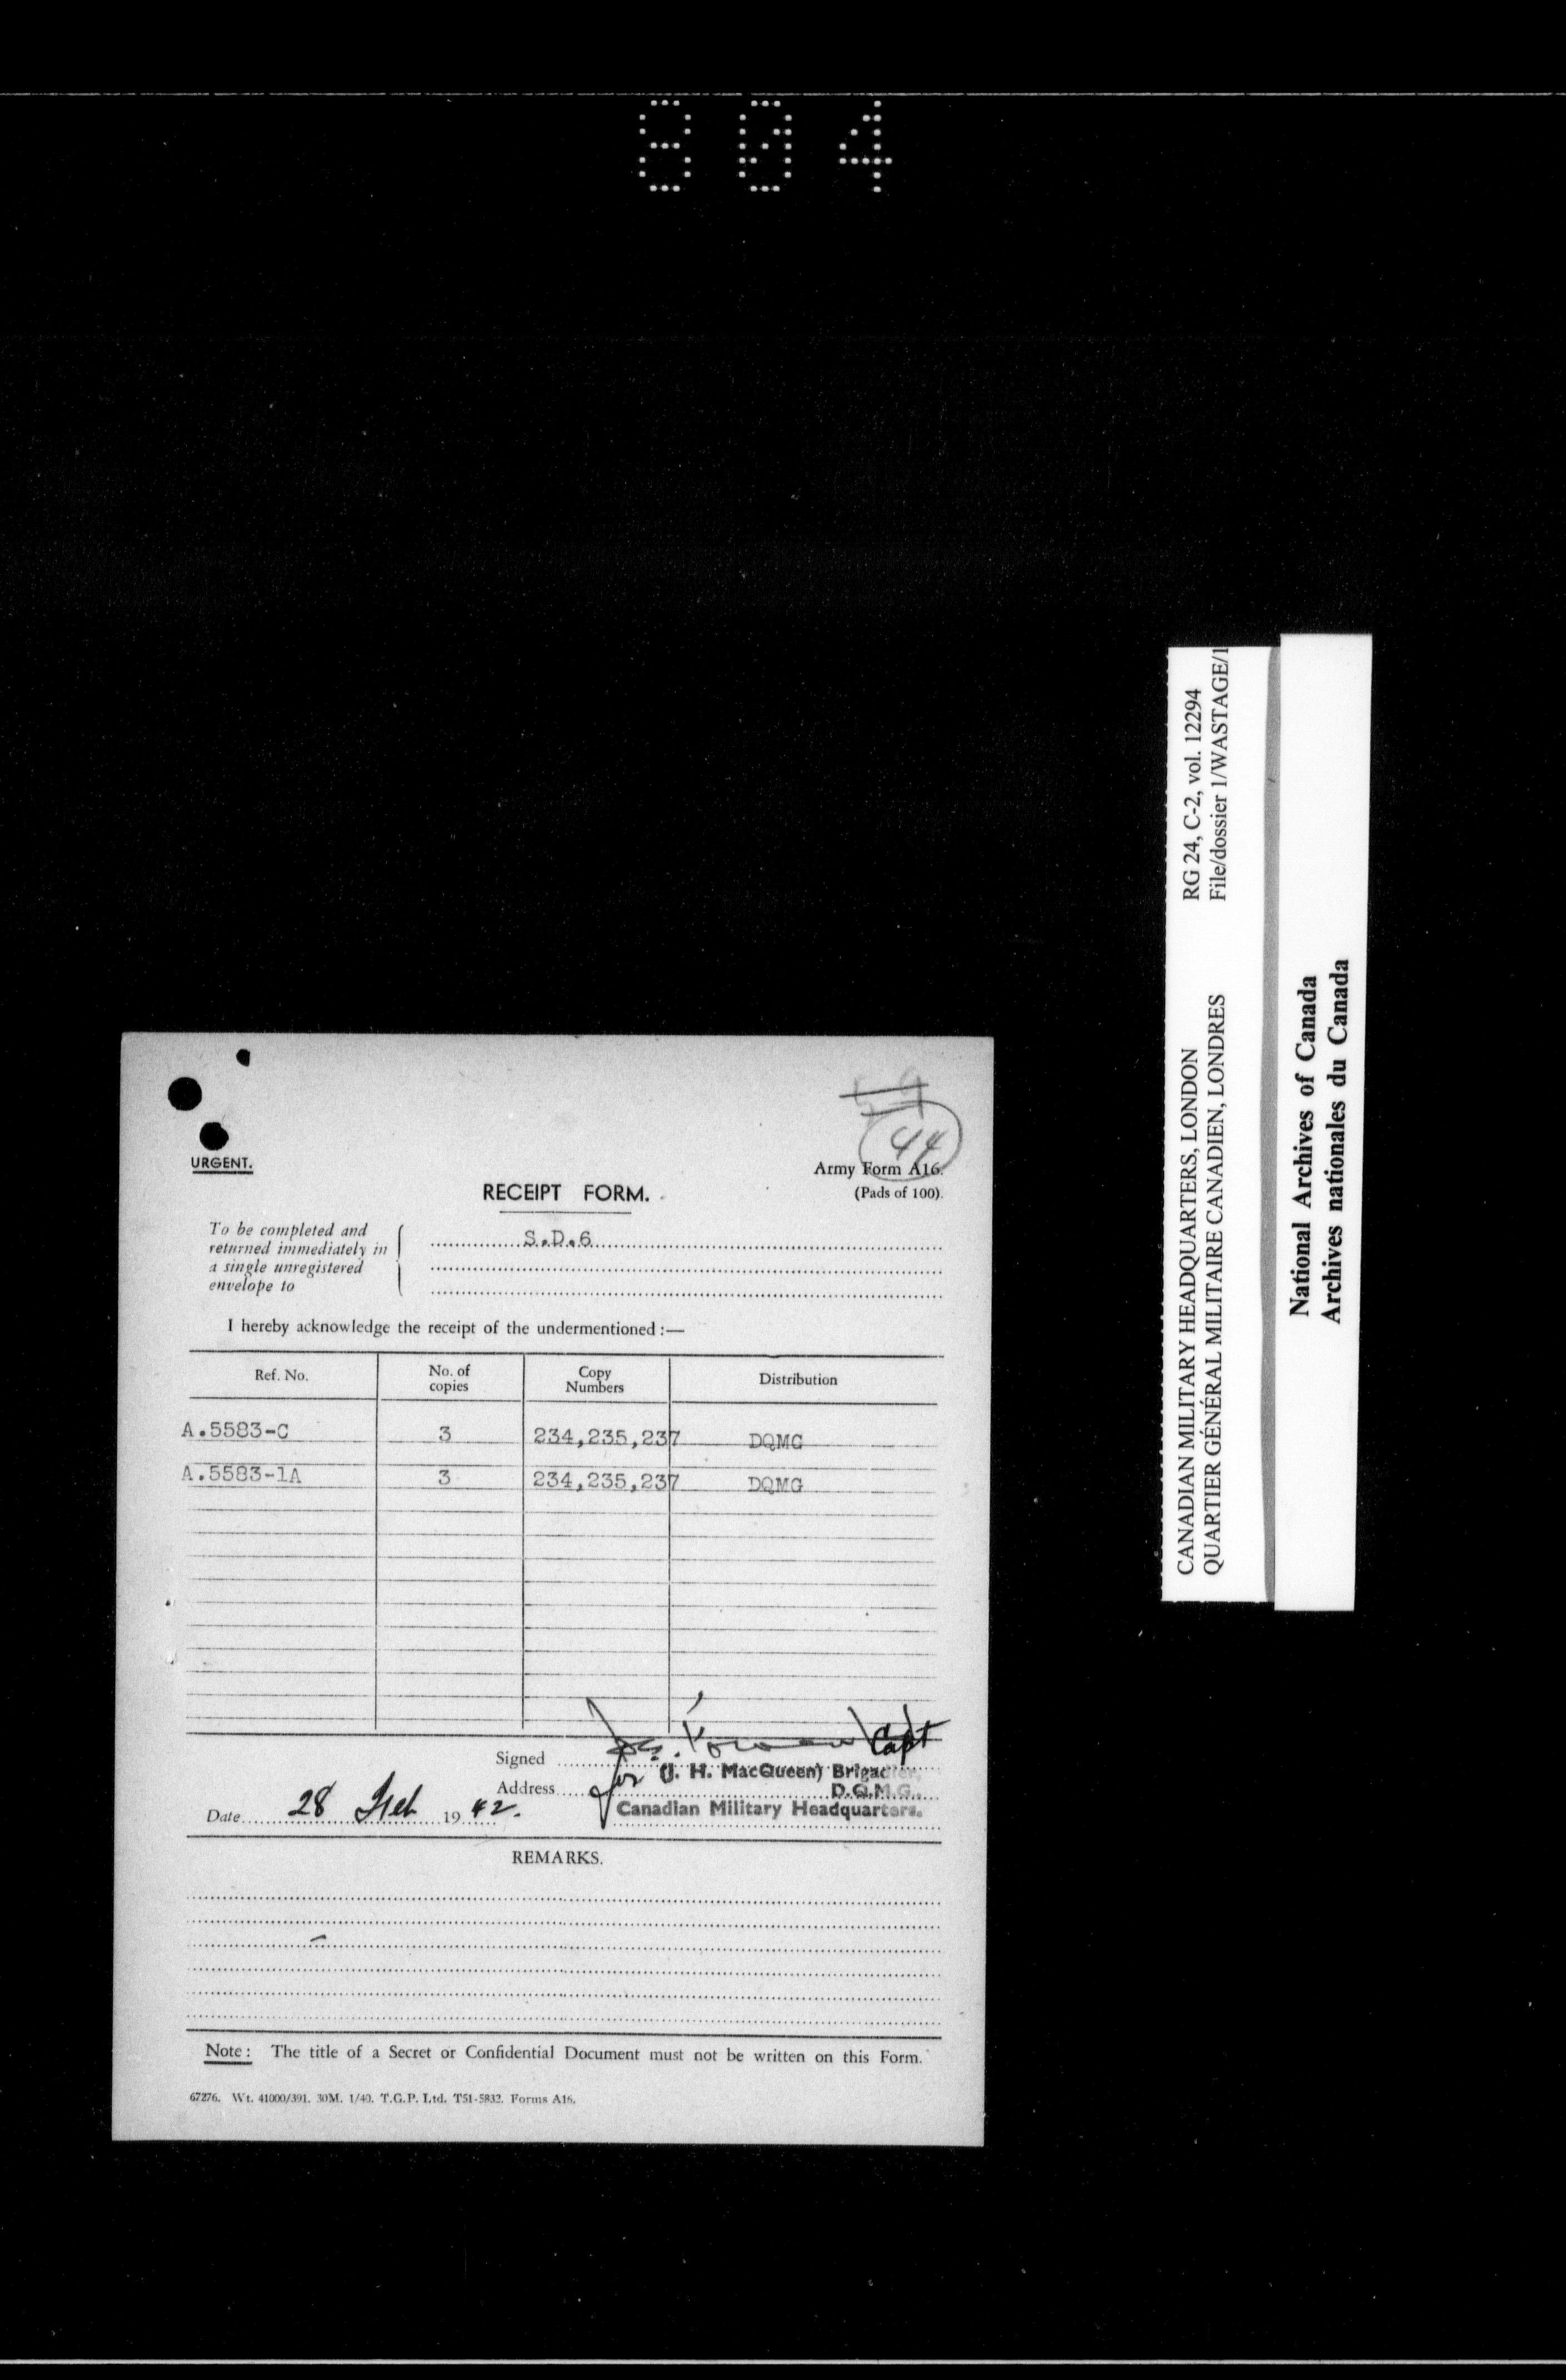 804
44
URGENT.
Army Form A16.
RECEIPT FORM.
(Pads of 100).
To be completed and
returned immediately in
a single unregistered
envelope to
S.D.6
I hereby acknowledge the receipt of the undermentioned :—
Ref. No. No. of copies Copy Numbers Distribution
A.5583-C 3 234,235,237 DQMG
A.5583-1A 3 234,235,237 DQMG
Signed Capt
for (J. H. MacQueen) Brigadier,
Address D.Q.M.G.
Canadian Military Headquarters.
Date 28 Feb 1942.
REMARKS.
Note: The title of a Secret or Confidential Document must not be written on this Form.
67276. Wt. 41000/391. 30M. 1/40. T.G.P. Ltd. T51-5832. Forms A16.
CANADIAN MILITARY HEADQUARTERS, LONDON RG 24, C-2, vol. 12294
QUARTIER GÉNÉRAL MILITAIRE CANADIEN, LONDRES File/dossier 1/WASTAGE/1
National Archives of Canada
Archives nationales du Canada